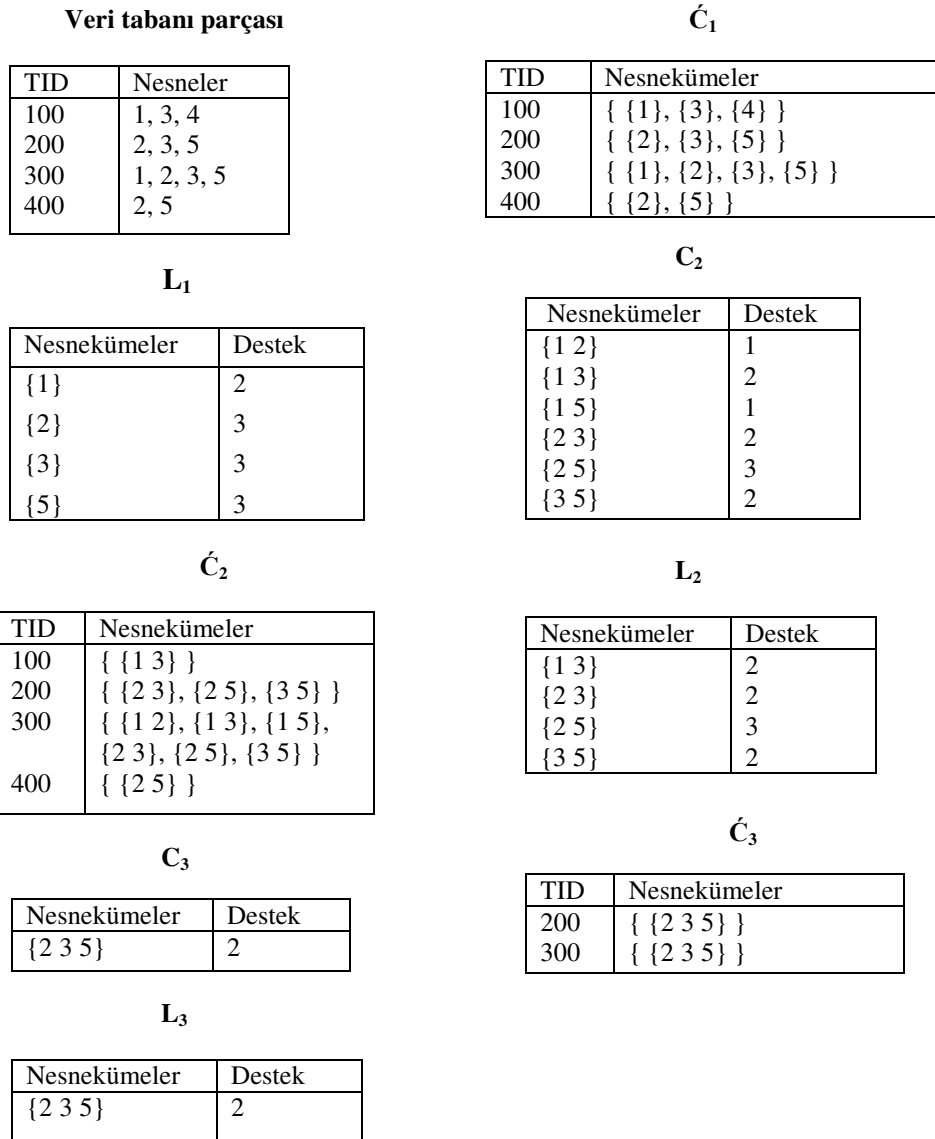 Veri tabanı parçası
TID Nesneler
100 1, 3, 4
200 2, 3, 5
300 1, 2, 3, 5
400 2, 5
Ć1
TID Nesnekümeler
100 { {1}, {3}, {4} }
200 { {2}, {3}, {5} }
300 { {1}, {2}, {3}, {5} }
400 { {2}, {5} }
L1
Nesnekümeler Destek
{1} 2
{2} 3
{3} 3
{5} 3
C2
Nesnekümeler Destek
{1 2} 1
{1 3} 2
{1 5} 1
{2 3} 2
{2 5} 3
{3 5} 2
Ć2
TID Nesnekümeler
100 { {1 3} }
200 { {2 3}, {2 5}, {3 5} }
300 { {1 2}, {1 3}, {1 5},
{2 3}, {2 5}, {3 5} }
400 { {2 5} }
L2
Nesnekümeler Destek
{1 3} 2
{2 3} 2
{2 5} 3
{3 5} 2
C3
Nesnekümeler Destek
{2 3 5} 2
Ć3
TID Nesnekümeler
200 { {2 3 5} }
300 { {2 3 5} }
L3
Nesnekümeler Destek
{2 3 5} 2